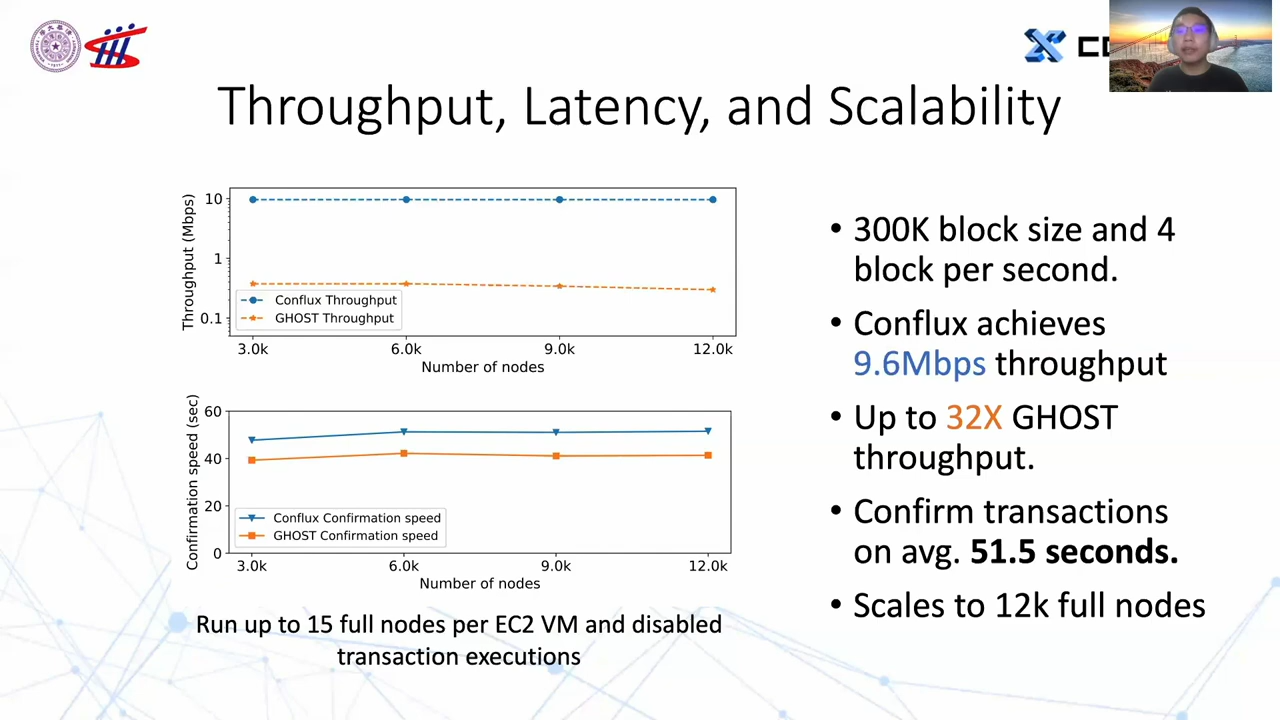 Throughput, Latency, and Scalability
Throughput (Mbps)
10
1
0.1
Conflux Throughput
GHOST Throughput
3.0k 6.0k 9.0k 12.0k
Number of nodes
Confirmation speed (sec)
60
40
20
0
Conflux Confirmation speed
GHOST Confirmation speed
3.0k 6.0k 9.0k 12.0k
Number of nodes
Run up to 15 full nodes per EC2 VM and disabled
transaction executions
• 300K block size and 4
block per second.
• Conflux achieves
9.6Mbps throughput
• Up to 32X GHOST
throughput.
• Confirm transactions
on avg. 51.5 seconds.
• Scales to 12k full nodes